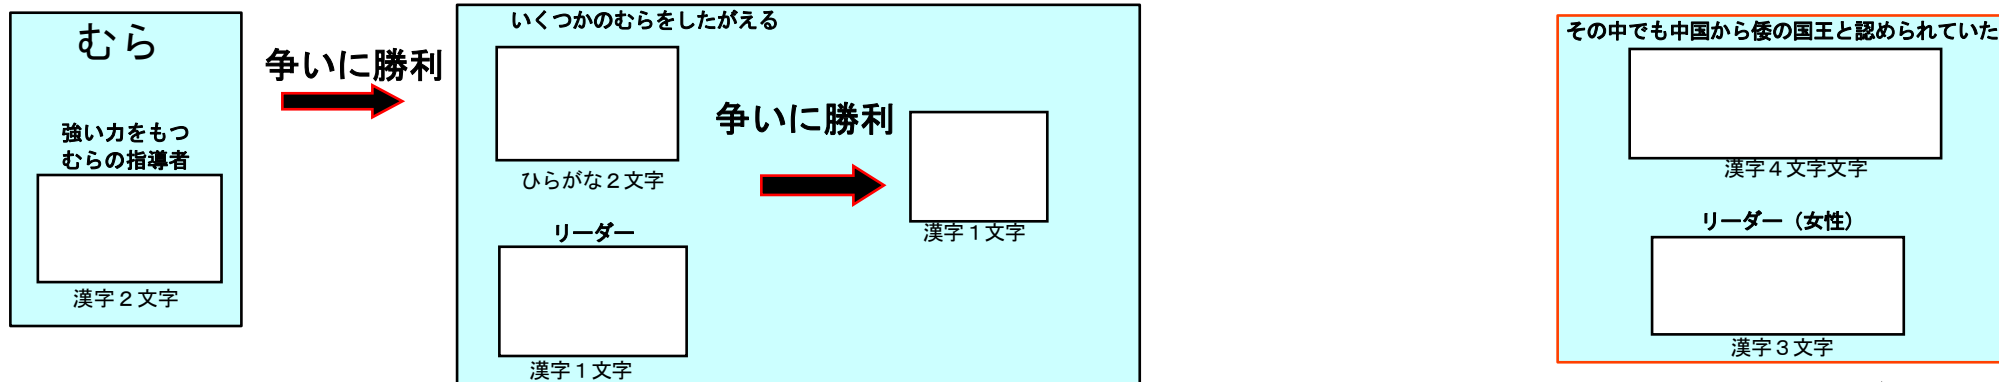 むら
強い力をもつ
むらの指導者
漢字２文字
争いに勝利
いくつかのむらをしたがえる
ひらがな２文字
リーダー
漢字１文字
争いに勝利
漢字１文字
その中でも中国から倭の国王と認められていた
漢字４文字文字
リーダー（女性）
漢字３文字